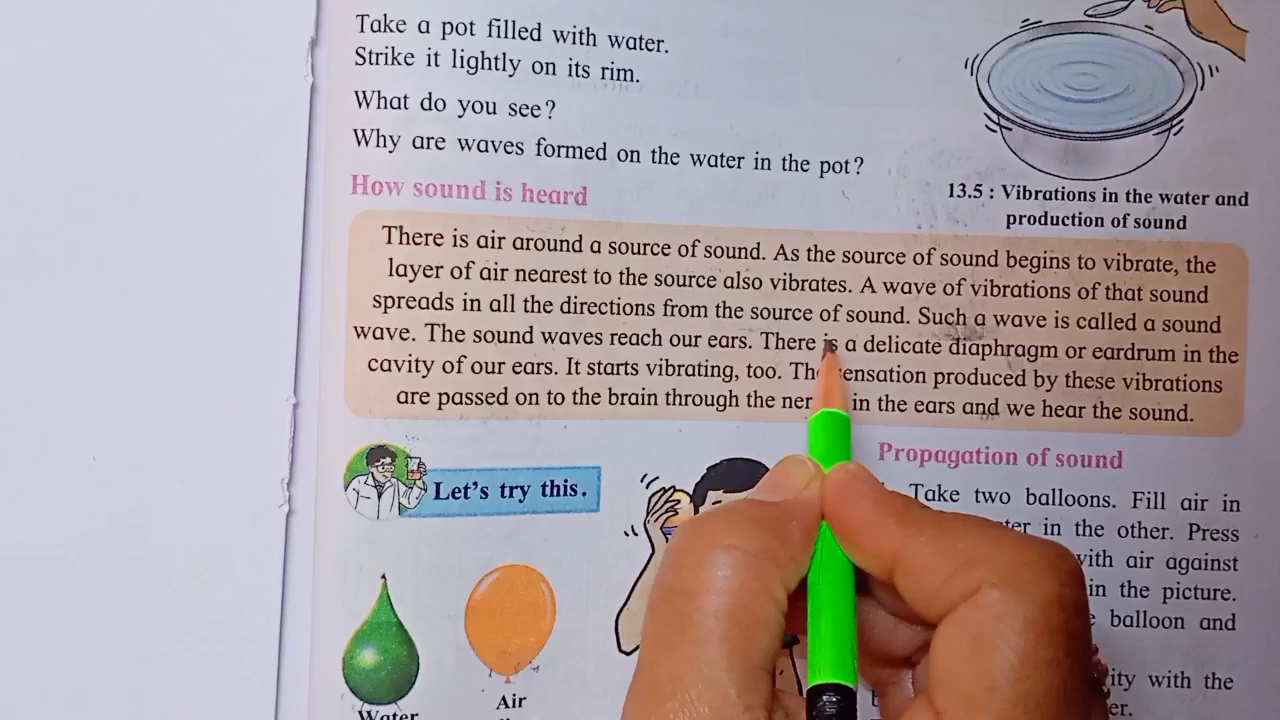 Take a pot filled with water.
Strike it lightly on its rim.
What do you see?
Why are waves formed on the water in the pot?
13.5 : Vibrations in the water and
production of sound
How sound is heard
There is air around a source of sound. As the source of sound begins to vibrate, the
layer of air nearest to the source also vibrates. A wave of vibrations of that sound
spreads in all the directions from the source of sound. Such a wave is called a sound
wave. The sound waves reach our ears. There is a delicate diaphragm or eardrum in the
cavity of our ears. It starts vibrating, too. sensation produced by these vibrations
are passed on to the brain through the in the ears and we hear the sound.
Let's try this.
Water
Air
Propagation of sound
Take two balloons. Fill air in
in the other. Press
with air against
in the picture.
balloon and
with the